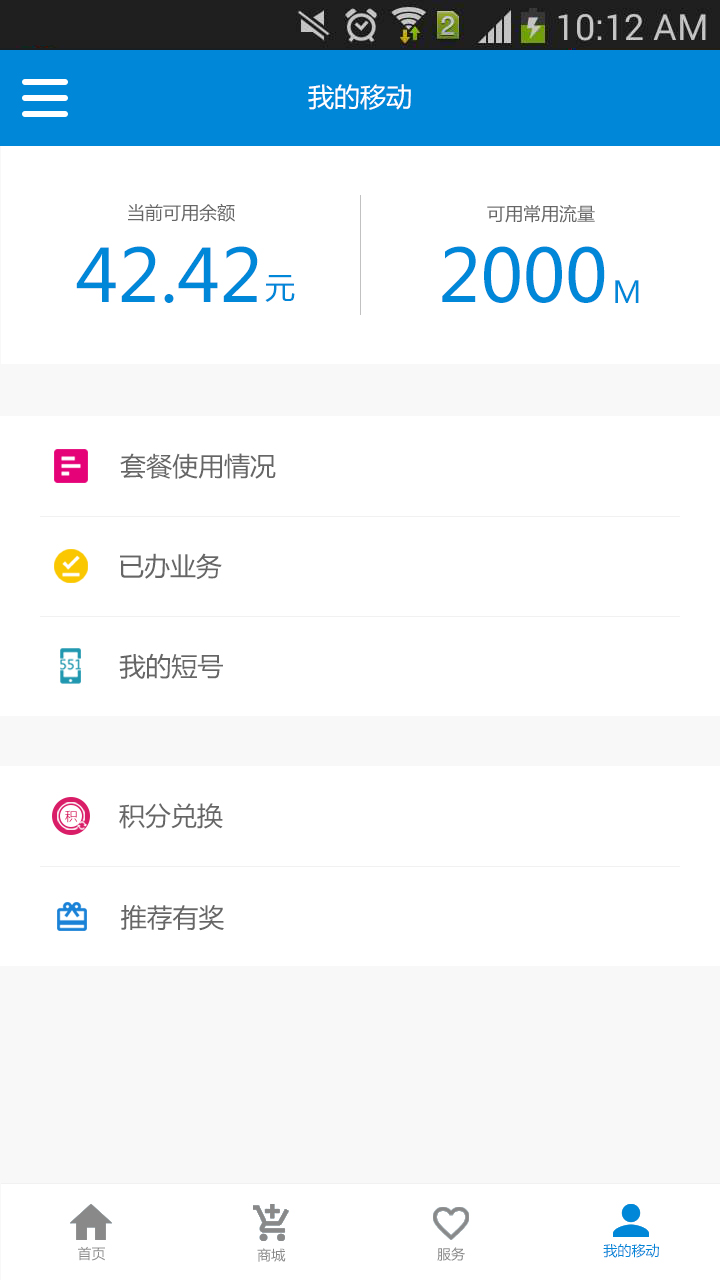 2 10:12 AM
我的移动
当前可用余额
42.42元
可用常用流量
2000M
套餐使用情况
已办业务
551
我的短号
积
积分兑换
推荐有奖
首页
商城
服务
我的移动